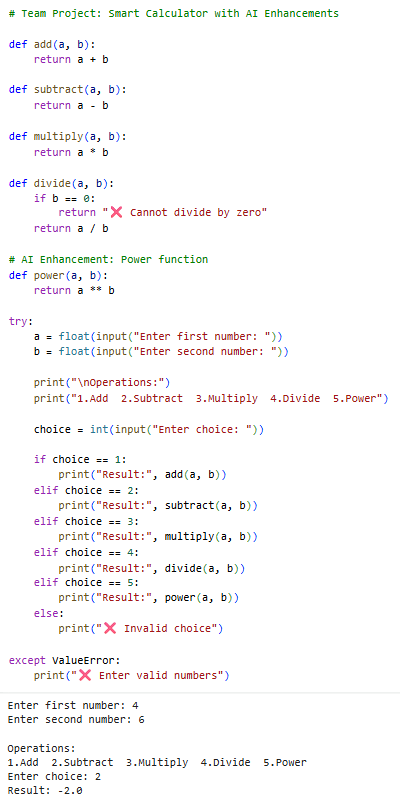 # Team Project: Smart Calculator with AI Enhancements

def add(a, b):
    return a + b

def subtract(a, b):
    return a - b

def multiply(a, b):
    return a * b

def divide(a, b):
    if b == 0:
        return "❌ Cannot divide by zero"
    return a / b

# AI Enhancement: Power function
def power(a, b):
    return a ** b

try:
    a = float(input("Enter first number: "))
    b = float(input("Enter second number: "))

    print("\nOperations:")
    print("1.Add  2.Subtract  3.Multiply  4.Divide  5.Power")

    choice = int(input("Enter choice: "))

    if choice == 1:
        print("Result:", add(a, b))
    elif choice == 2:
        print("Result:", subtract(a, b))
    elif choice == 3:
        print("Result:", multiply(a, b))
    elif choice == 4:
        print("Result:", divide(a, b))
    elif choice == 5:
        print("Result:", power(a, b))
    else:
        print("❌ Invalid choice")

except ValueError:
    print("❌ Enter valid numbers")

Enter first number: 4
Enter second number: 6

Operations:
1.Add  2.Subtract  3.Multiply  4.Divide  5.Power
Enter choice: 2
Result: -2.0